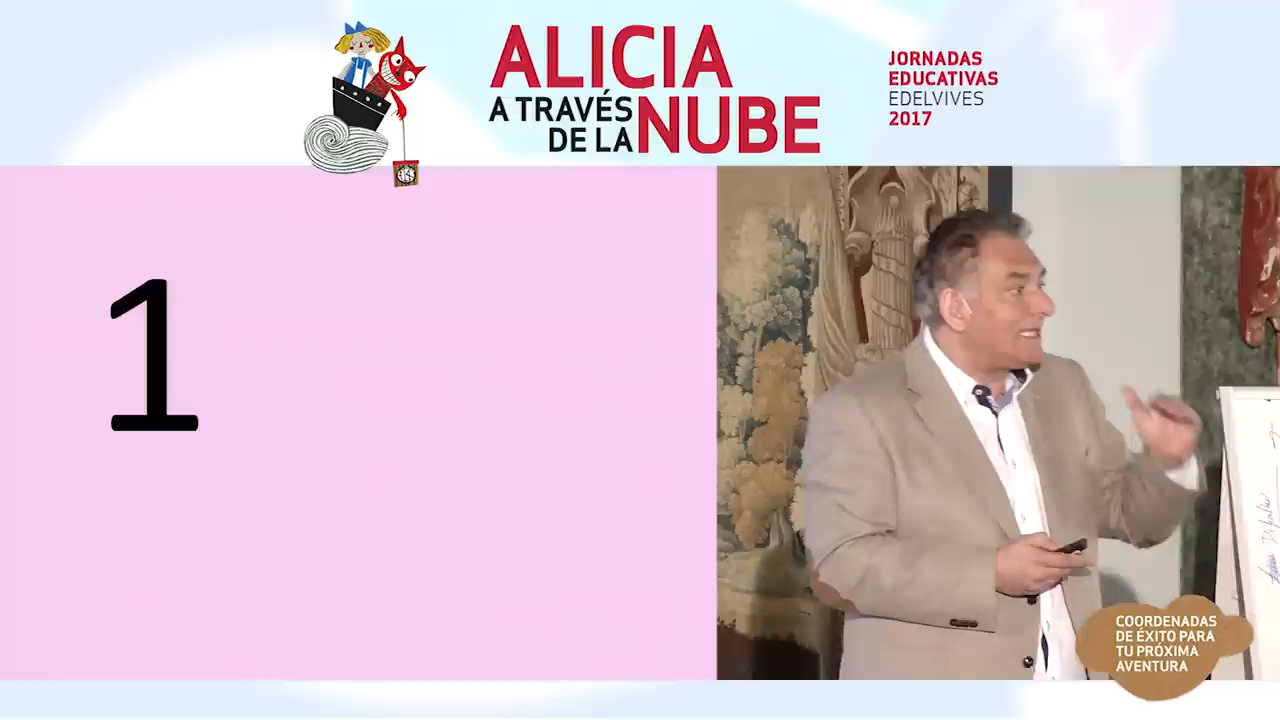 ALICIA
A TRAVÉS
DE LA NUBE
JORNADAS
EDUCATIVAS
EDELVIVES
2017
1
COORDENADAS
DE ÉXITO PARA
TU PRÓXIMA
AVENTURA